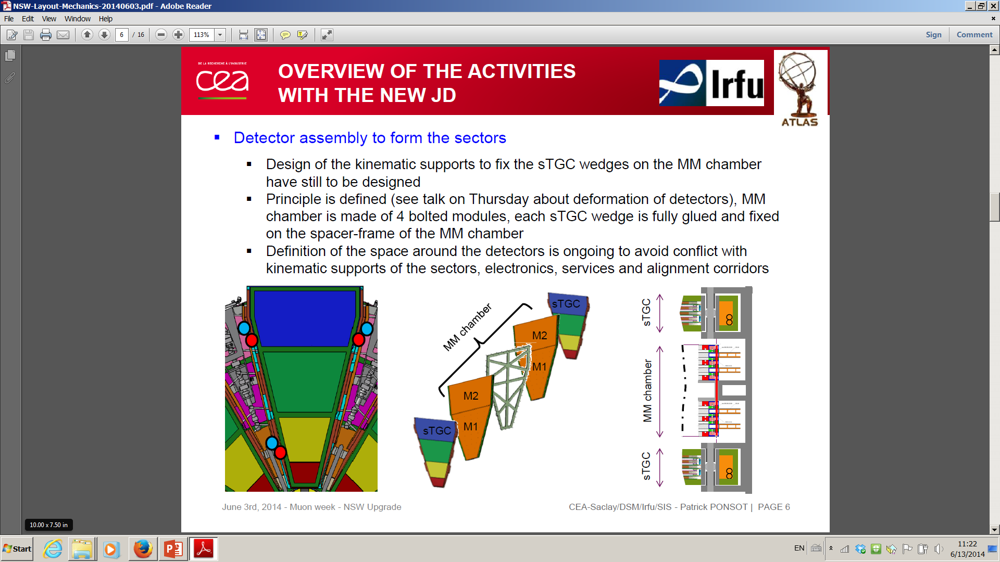 NSW-Layout-Mechanics-20140603.pdf - Adobe Reader
File Edit View Window Help
6 / 16 113% Sign Comment
DE LA RECHERCHE À L'INDUSTRIE
cea
OVERVIEW OF THE ACTIVITIES
WITH THE NEW JD
Irfu
ATLAS
Detector assembly to form the sectors
Design of the kinematic supports to fix the sTGC wedges on the MM chamber
have still to be designed
Principle is defined (see talk on Thursday about deformation of detectors), MM
chamber is made of 4 bolted modules, each sTGC wedge is fully glued and fixed
on the spacer-frame of the MM chamber
Definition of the space around the detectors is ongoing to avoid conflict with
kinematic supports of the sectors, electronics, services and alignment corridors
MM chamber
sTGC
M2
M1
M2
M1
sTGC
sTGC
MM chamber
sTGC
June 3rd, 2014 - Muon week - NSW Upgrade
CEA-Saclay/DSM/Irfu/SIS - Patrick PONSOT | PAGE 6
10.00 x 7.50 in
Start
EN
11:22
6/13/2014